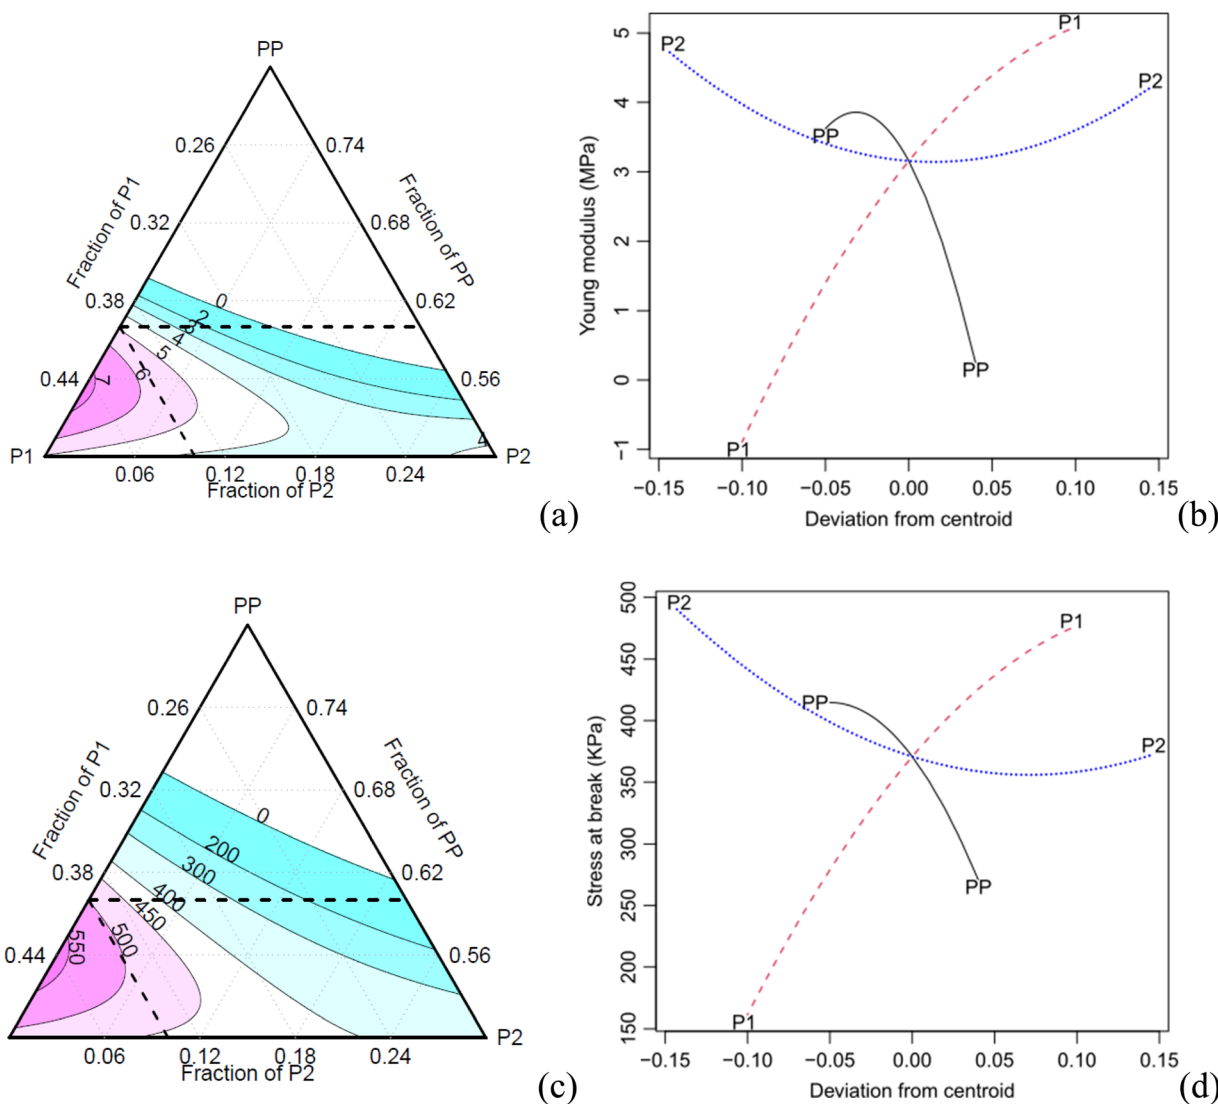 PP
0.26
0.74
Fraction of P1
Fraction of PP
0.32
0.68
0.38
0
0.62
2
3
4
5
0.44
7
6
0.56
4
P1
P2
0.06
0.12
0.18
0.24
Fraction of P2
(a)
5
4
3
2
1
0
−1
Young modulus (MPa)
P2
P1
P2
PP
PP
P1
−0.15
−0.10
−0.05
0.00
0.05
0.10
0.15
Deviation from centroid
(b)
PP
0.26
0.74
Fraction of P1
Fraction of PP
0.32
0.68
0
200
0.38
300
0.62
400
450
500
550
0.44
0.56
P2
0.06
0.12
0.18
0.24
Fraction of P2
(c)
500
450
400
350
300
250
200
150
Stress at break (KPa)
P2
P1
PP
P2
PP
P1
−0.15
−0.10
−0.05
0.00
0.05
0.10
0.15
Deviation from centroid
(d)